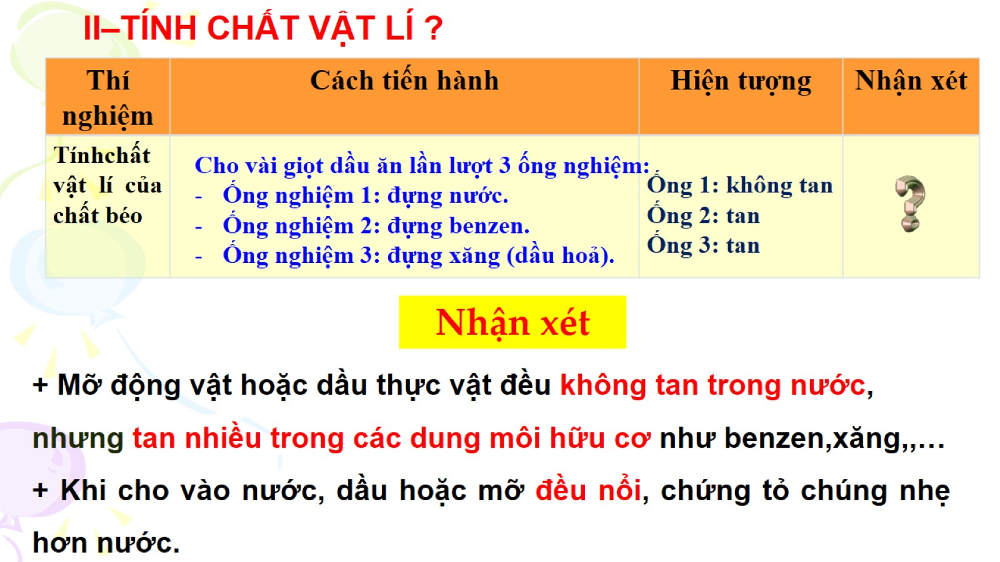 II–TÍNH CHẤT VẬT LÍ ?
Thí
nghiệm
Cách tiến hành
Hiện tượng
Nhận xét
Tínhchất
vật lí của
chất béo
Cho vài giọt dầu ăn lần lượt 3 ống nghiệm:
- Ống nghiệm 1: đựng nước.
- Ống nghiệm 2: đựng benzen.
- Ống nghiệm 3: đựng xăng (dầu hoả).
Ống 1: không tan
Ống 2: tan
Ống 3: tan
?
Nhận xét
+ Mỡ động vật hoặc dầu thực vật đều không tan trong nước,
nhưng tan nhiều trong các dung môi hữu cơ như benzen,xăng,,…
+ Khi cho vào nước, dầu hoặc mỡ đều nổi, chứng tỏ chúng nhẹ
hơn nước.